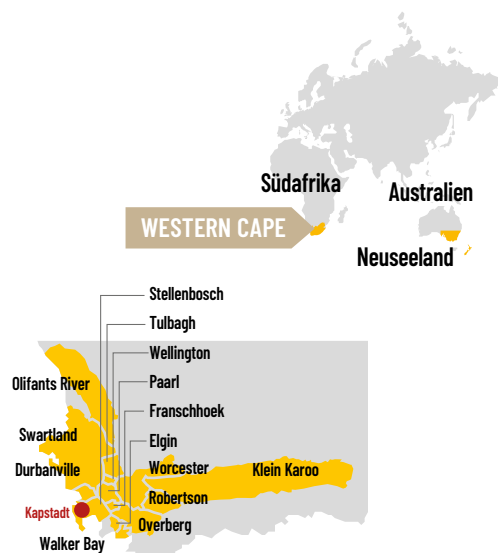 Südafrika
Australien
WESTERN CAPE
Neuseeland
Stellenbosch
Tulbagh
Wellington
Paarl
Olifants River
Franschhoek
Swartland
Elgin
Durbanville
Worcester
Klein Karoo
Robertson
Kapstadt
Overberg
Walker Bay